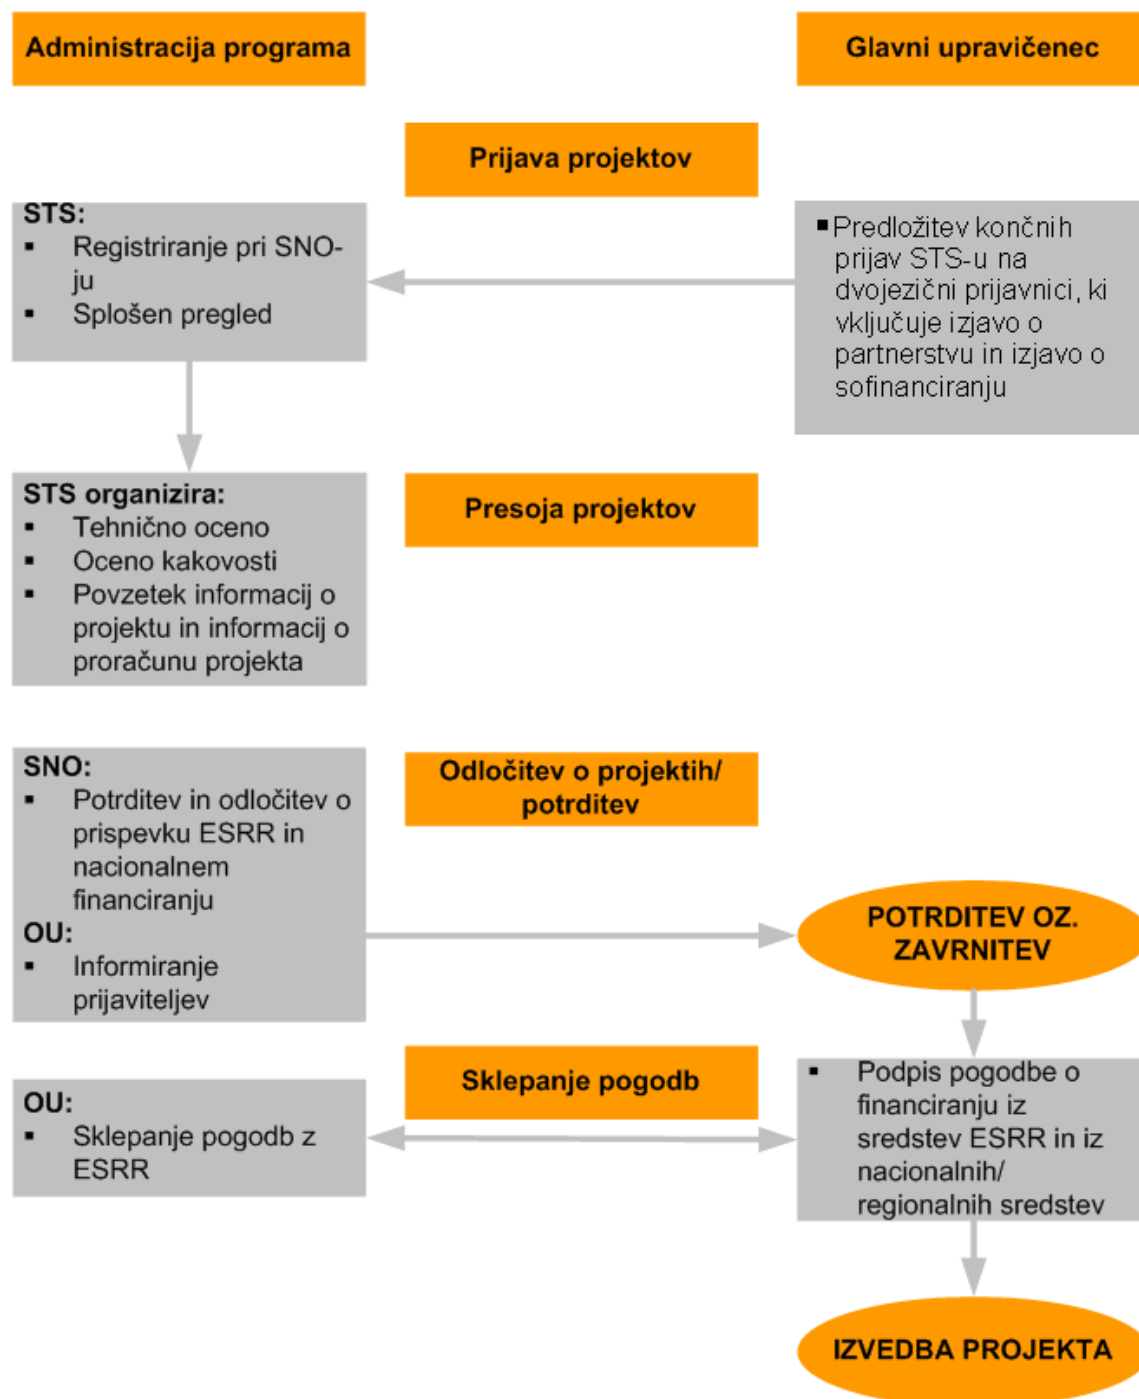 Administracija programa
Glavni upravičenec
Prijava projektov
STS:
▪ Registriranje pri SNO-
ju
▪ Splošen pregled
▪ Predložitev končnih
prijav STS-u na
dvojezični prijavnici, ki
vključuje izjavo o
partnerstvu in izjavo o
sofinanciranju
STS organizira:
▪ Tehnično oceno
▪ Oceno kakovosti
▪ Povzetek informacij o
projektu in informacij o
proračunu projekta
Presoja projektov
SNO:
▪ Potrditev in odločitev o
prispevku ESRR in
nacionalnem
financiranju
OU:
▪ Informiranje
prijaviteljev
Odločitev o projektih/
potrditev
POTRDITEV OZ.
ZAVRNITEV
Sklepanje pogodb
OU:
▪ Sklepanje pogodb z
ESRR
▪ Podpis pogodbe o
financiranju iz
sredstev ESRR in iz
nacionalnih/
regionalnih sredstev
IZVEDBA PROJEKTA